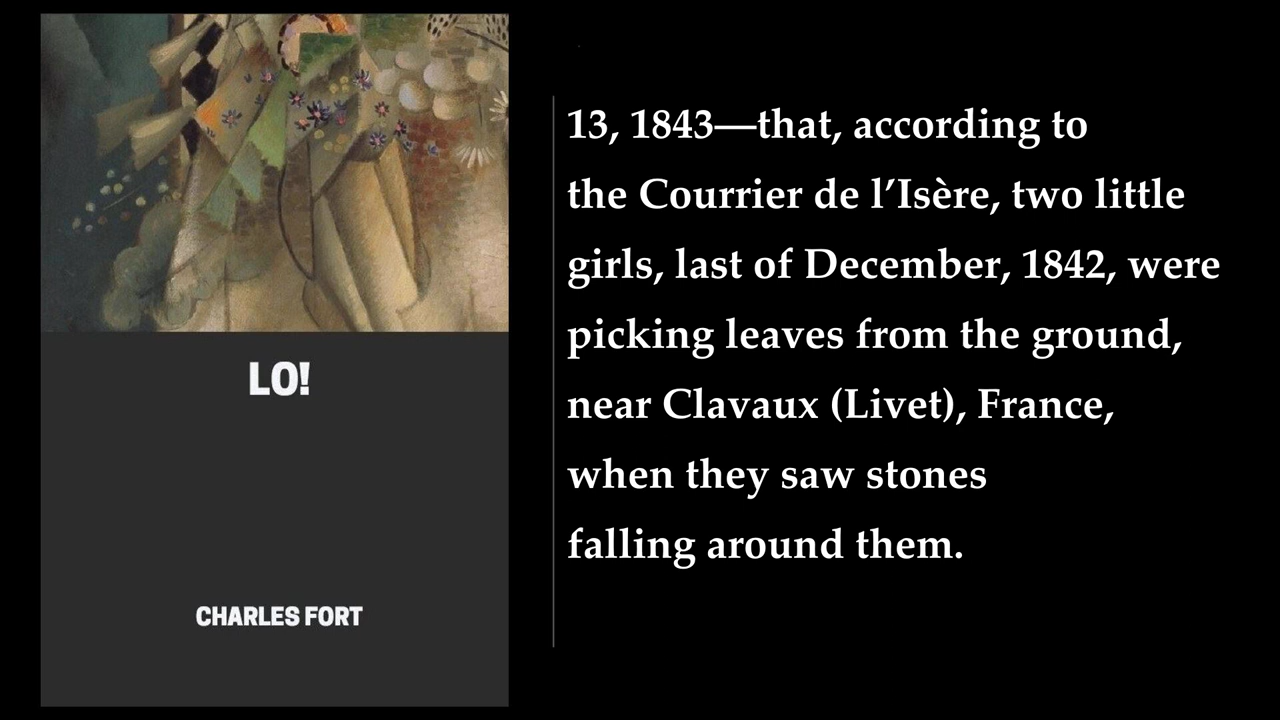 LO!
CHARLES FORT
13, 1843—that, according to
the Courrier de l’Isère, two little
girls, last of December, 1842, were
picking leaves from the ground,
near Clavaux (Livet), France,
when they saw stones
falling around them.